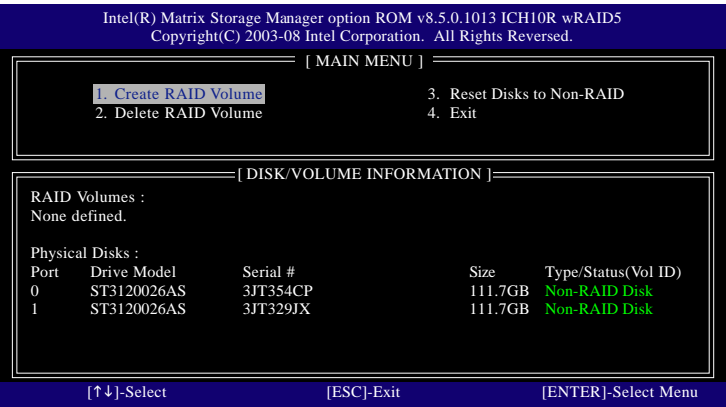 Intel(R) Matrix Storage Manager option ROM v8.5.0.1013 ICH10R wRAID5
Copyright(C) 2003-08 Intel Corporation. All Rights Reversed.
[ MAIN MENU ]
1. Create RAID Volume 3. Reset Disks to Non-RAID
2. Delete RAID Volume 4. Exit
[ DISK/VOLUME INFORMATION ]
RAID Volumes :
None defined.
Physical Disks :
Port Drive Model Serial # Size Type/Status(Vol ID)
0 ST3120026AS 3JT354CP 111.7GB Non-RAID Disk
1 ST3120026AS 3JT329JX 111.7GB Non-RAID Disk
[↑↓]-Select [ESC]-Exit [ENTER]-Select Menu